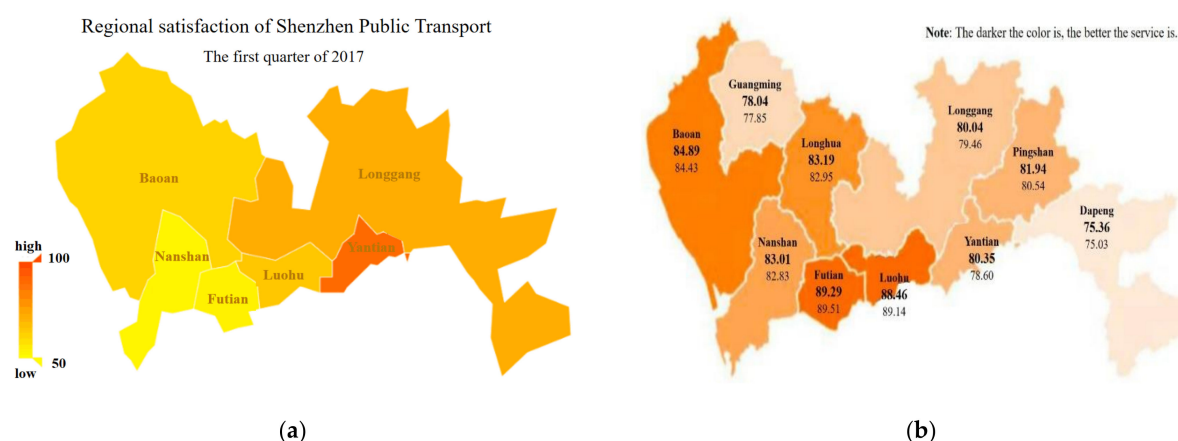 Regional satisfaction of Shenzhen Public Transport
The first quarter of 2017
Baoan
Longgang
Nanshan
Yantian
Luohu
Futian
high
100
50
low
(a)
Note: The darker the color is, the better the service is.
Guangming
78.04
77.85
Baoan
84.89
84.43
Longhua
83.19
82.95
Longgang
80.04
79.46
Pingshan
81.94
80.54
Dapeng
75.36
75.03
Nanshan
83.01
82.83
Futian
89.29
89.51
Luohu
88.46
89.14
Yantian
80.35
78.60
(b)